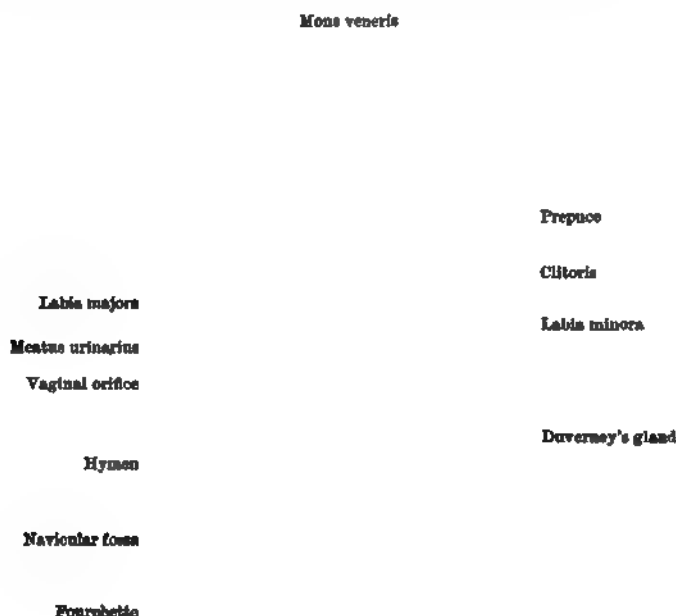 Mons veneris
Prepuce
Clitoris
Labia majora
Labia minora
Meatus urinarius
Vaginal orifice
Duverney's gland
Hymen
Navicular fossa
Fourchette